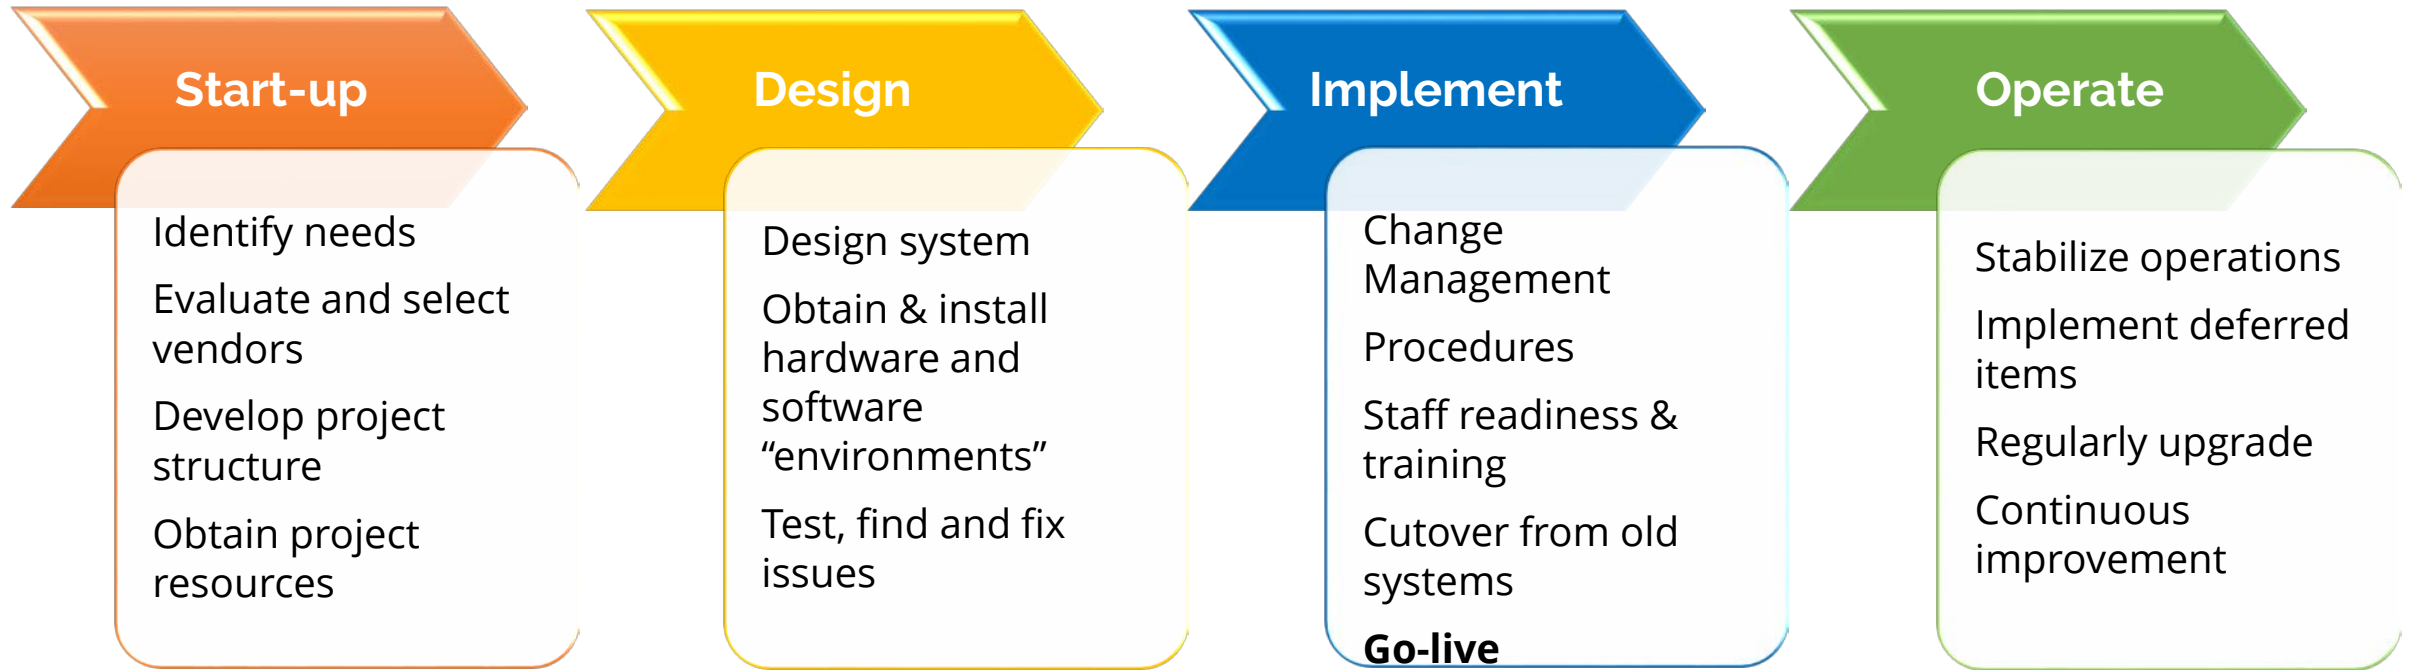 Start-up
Identify needs
Evaluate and select
vendors
Develop project
structure
Obtain project
resources
Design
Design system
Obtain & install
hardware and
software
“environments”
Test, find and fix
issues
Implement
Change
Management
Procedures
Staff readiness &
training
Cutover from old
systems
Go-live
Operate
Stabilize operations
Implement deferred
items
Regularly upgrade
Continuous
improvement